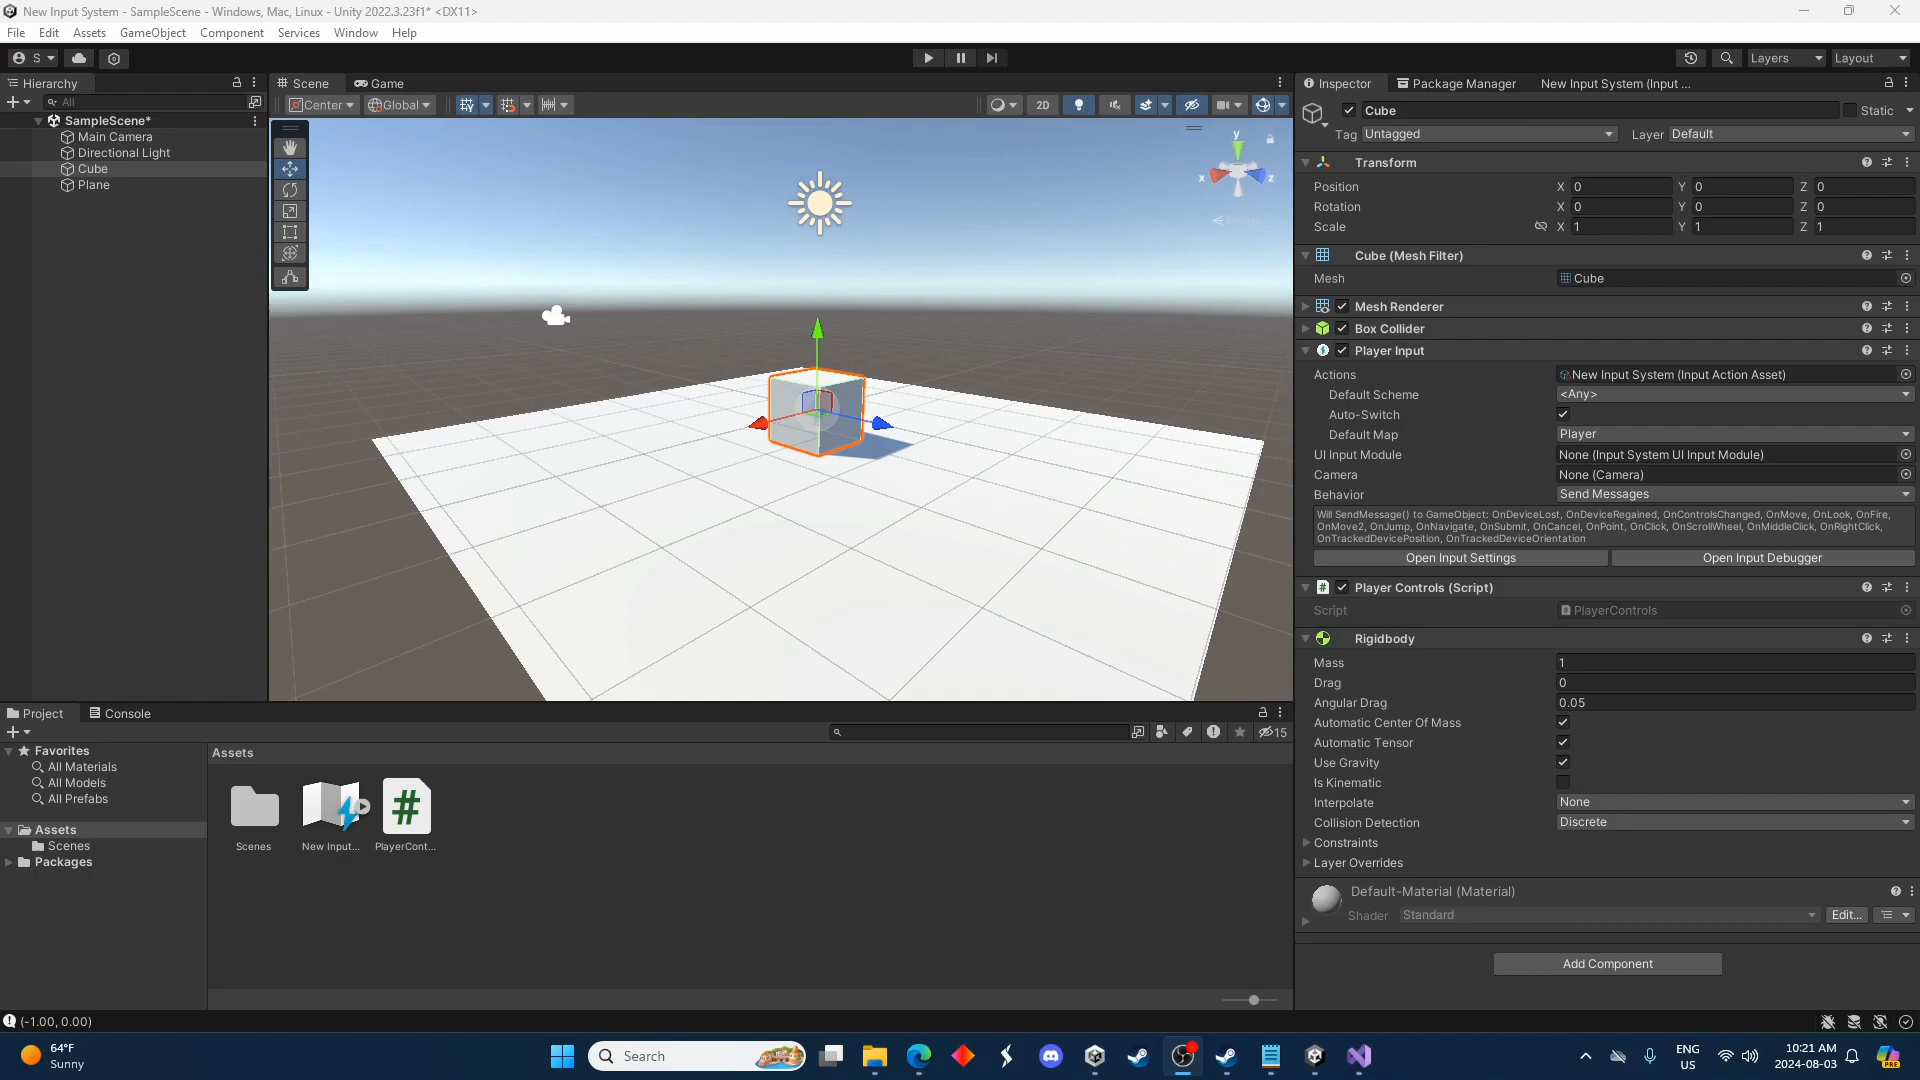 New Input System - SampleScene - Windows, Mac, Linux - Unity 2022.3.23f1* <DX11>
File Edit Assets GameObject Component Services Window Help
S
Layers Layout
Hierarchy
All
SampleScene*
Main Camera
Directional Light
Cube
Plane
Scene Game
Center Global 2D
y
x z
Inspector Package Manager New Input System (Input ...
Cube Static
Tag Untagged Layer Default
Transform
Position X 0 Y 0 Z 0
Rotation X 0 Y 0 Z 0
Scale X 1 Y 1 Z 1
Cube (Mesh Filter)
Mesh Cube
Mesh Renderer
Box Collider
Player Input
Actions New Input System (Input Action Asset)
Default Scheme <Any>
Auto-Switch
Default Map Player
UI Input Module None (Input System UI Input Module)
Camera None (Camera)
Behavior Send Messages
Will SendMessage() to GameObject: OnDeviceLost, OnDeviceRegained, OnControlsChanged, OnMove, OnLook, OnFire,
OnMove2, OnJump, OnNavigate, OnSubmit, OnCancel, OnPoint, OnClick, OnScrollWheel, OnMiddleClick, OnRightClick,
OnTrackedDevicePosition, OnTrackedDeviceOrientation
Open Input Settings Open Input Debugger
Player Controls (Script)
Script PlayerControls
Rigidbody
Mass 1
Drag 0
Angular Drag 0.05
Automatic Center Of Mass
Automatic Tensor
Use Gravity
Is Kinematic
Interpolate None
Collision Detection Discrete
Constraints
Layer Overrides
Default-Material (Material)
Shader Standard Edit...
Add Component
Project Console
15
Favorites
All Materials
All Models
All Prefabs
Assets
Scenes
Packages
Assets
Scenes New Input... PlayerCont...
(-1.00, 0.00)
64°F
Sunny
Search
ENG
US
10:21 AM
2024-08-03
PRE